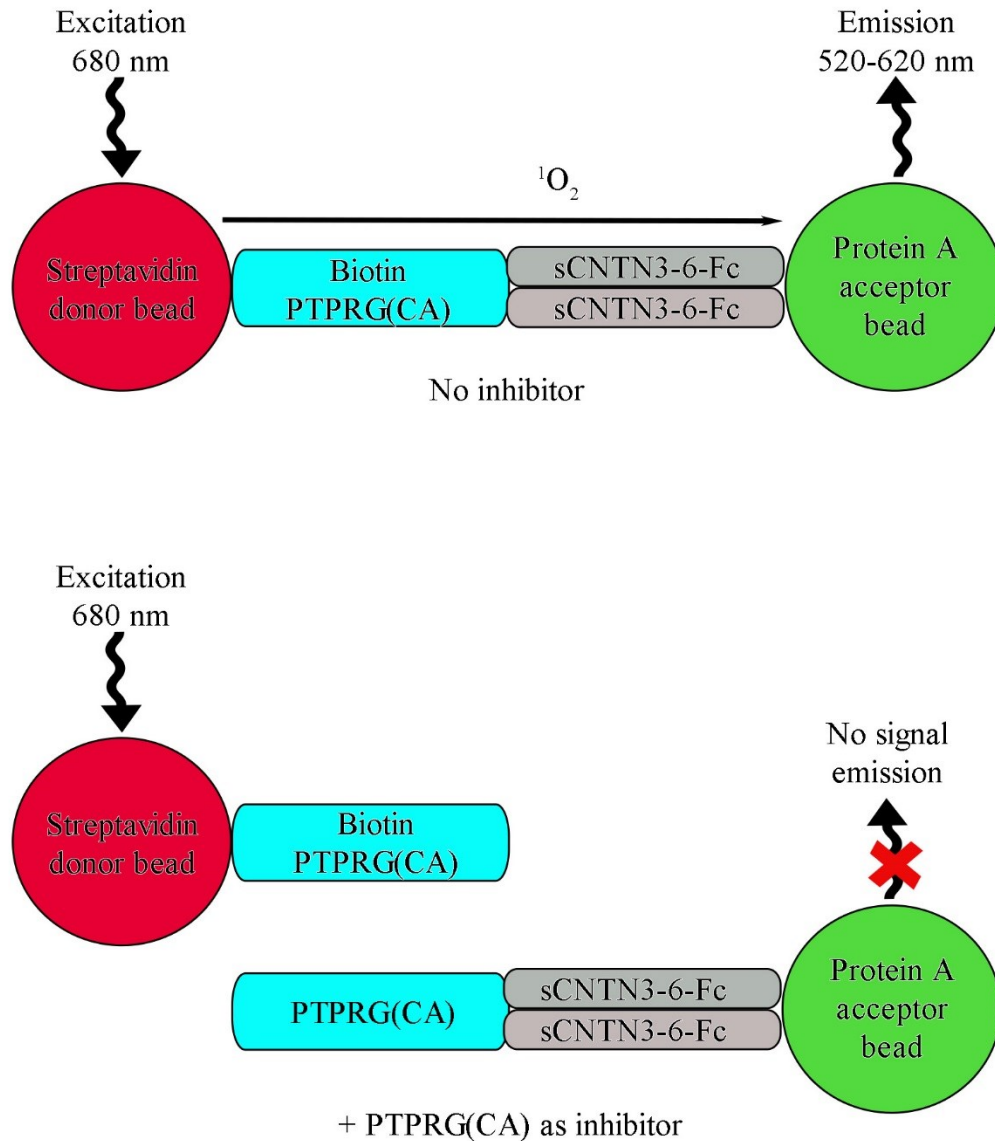 Excitation
680 nm
Emission
520-620 nm
¹O₂
Streptavidin
donor bead
Biotin
PTPRG(CA)
sCNTN3-6-Fc
sCNTN3-6-Fc
Protein A
acceptor
bead
No inhibitor
Excitation
680 nm
No signal
emission
Streptavidin
donor bead
Biotin
PTPRG(CA)
PTPRG(CA)
sCNTN3-6-Fc
sCNTN3-6-Fc
Protein A
acceptor
bead
+ PTPRG(CA) as inhibitor